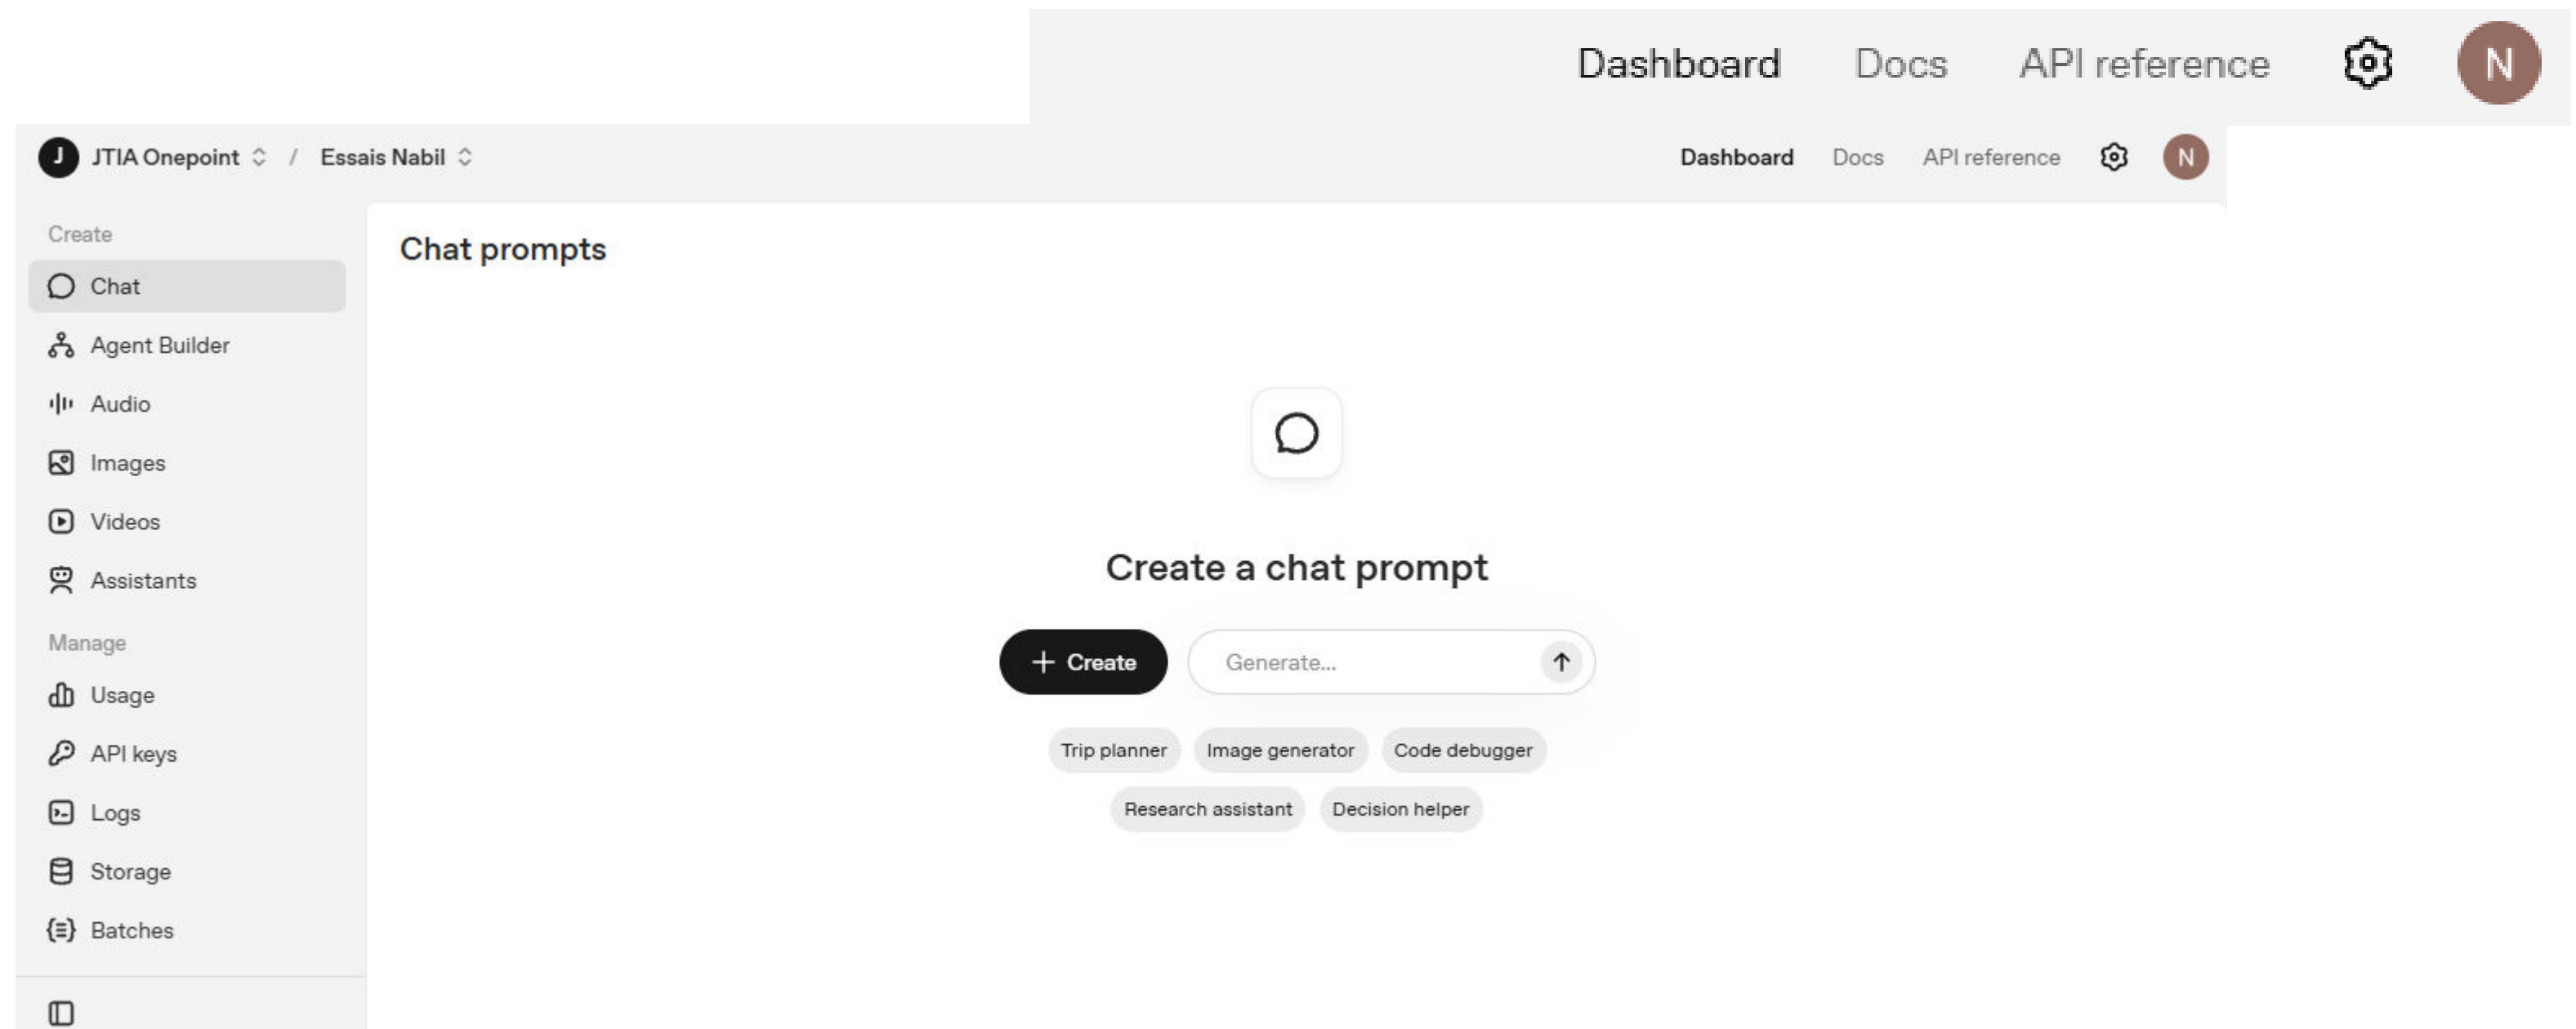 Dashboard Docs API reference N
J JTIA Onepoint / Essais Nabil Dashboard Docs API reference N
Create
Chat
Agent Builder
Audio
Images
Videos
Assistants
Manage
Usage
API keys
Logs
Storage
Batches
Chat prompts
Create a chat prompt
+ Create Generate...
Trip planner Image generator Code debugger
Research assistant Decision helper